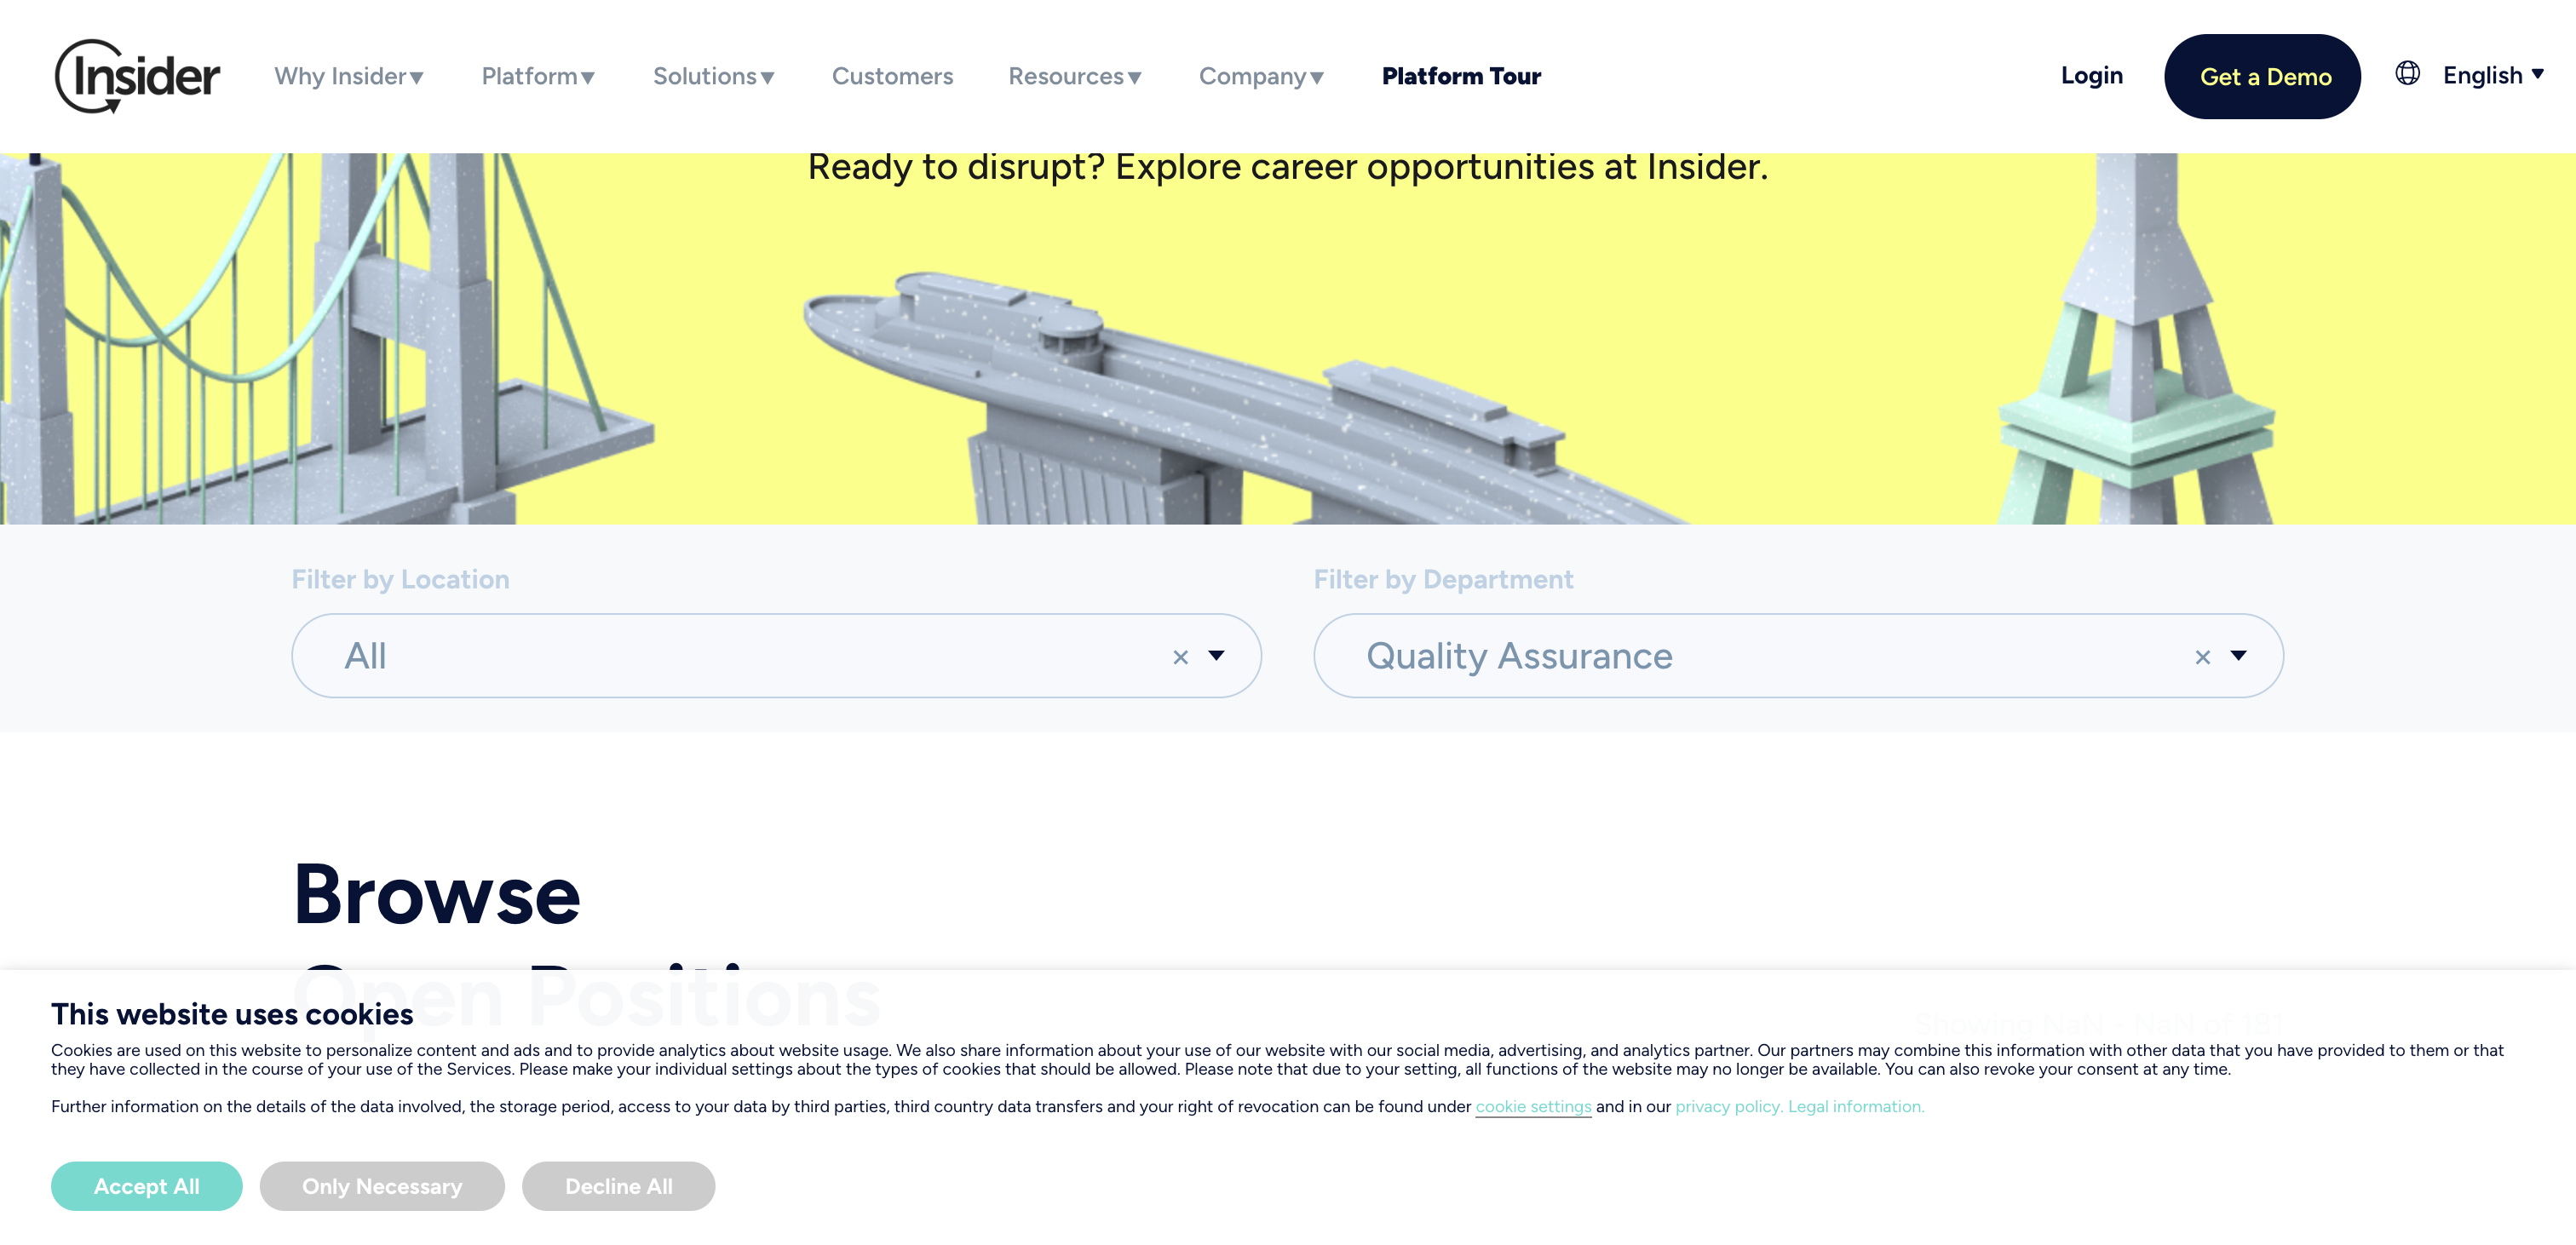 Insider
Why Insider
Platform
Solutions
Customers
Resources
Company
Platform Tour
Login
Get a Demo
English
Ready to disrupt? Explore career opportunities at Insider.
Filter by Location
Filter by Department
All
×
Quality Assurance
×
Browse
Open Positions
Showing NaN - NaN of 181
This website uses cookies
Cookies are used on this website to personalize content and ads and to provide analytics about website usage. We also share information about your use of our website with our social media, advertising, and analytics partner. Our partners may combine this information with other data that you have provided to them or that
they have collected in the course of your use of the Services. Please make your individual settings about the types of cookies that should be allowed. Please note that due to your setting, all functions of the website may no longer be available. You can also revoke your consent at any time.
Further information on the details of the data involved, the storage period, access to your data by third parties, third country data transfers and your right of revocation can be found under cookie settings and in our privacy policy. Legal information.
Accept All
Only Necessary
Decline All